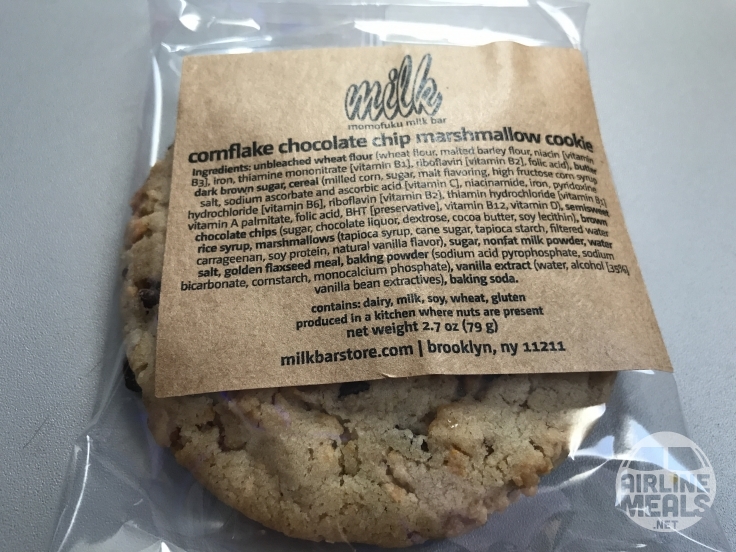 milk
momofuku milk bar
cornflake chocolate chip marshmallow cookie
Ingredients: unbleached wheat flour (wheat flour, malted barley flour, niacin [vitamin
B3], iron, thiamine mononitrate [vitamin B1], riboflavin [vitamin B2], folic acid), butter,
dark brown sugar, cereal (milled corn, sugar, malt flavoring, high fructose corn syrup,
salt, sodium ascorbate and ascorbic acid [vitamin C], niacinamide, iron, pyridoxine
hydrochloride [vitamin B6], riboflavin [vitamin B2], thiamin hydrochloride [vitamin B1]
vitamin A palmitate, folic acid, BHT [preservative], vitamin B12, vitamin D), semisweet
chocolate chips (sugar, chocolate liquor, dextrose, cocoa butter, soy lecithin), brown
rice syrup, marshmallows (tapioca syrup, cane sugar, tapioca starch, filtered water
carrageenan, soy protein, natural vanilla flavor), sugar, nonfat milk powder, water
salt, golden flaxseed meal, baking powder (sodium acid pyrophosphate, sodium
bicarbonate, cornstarch, monocalcium phosphate), vanilla extract (water, alcohol [35%]
vanilla bean extractives), baking soda.
contains: dairy, milk, soy, wheat, gluten
produced in a kitchen where nuts are present
net weight 2.7 oz (79 g)
milkbarstore.com | brooklyn, ny 11211
AIRLINE
MEALS
.NET